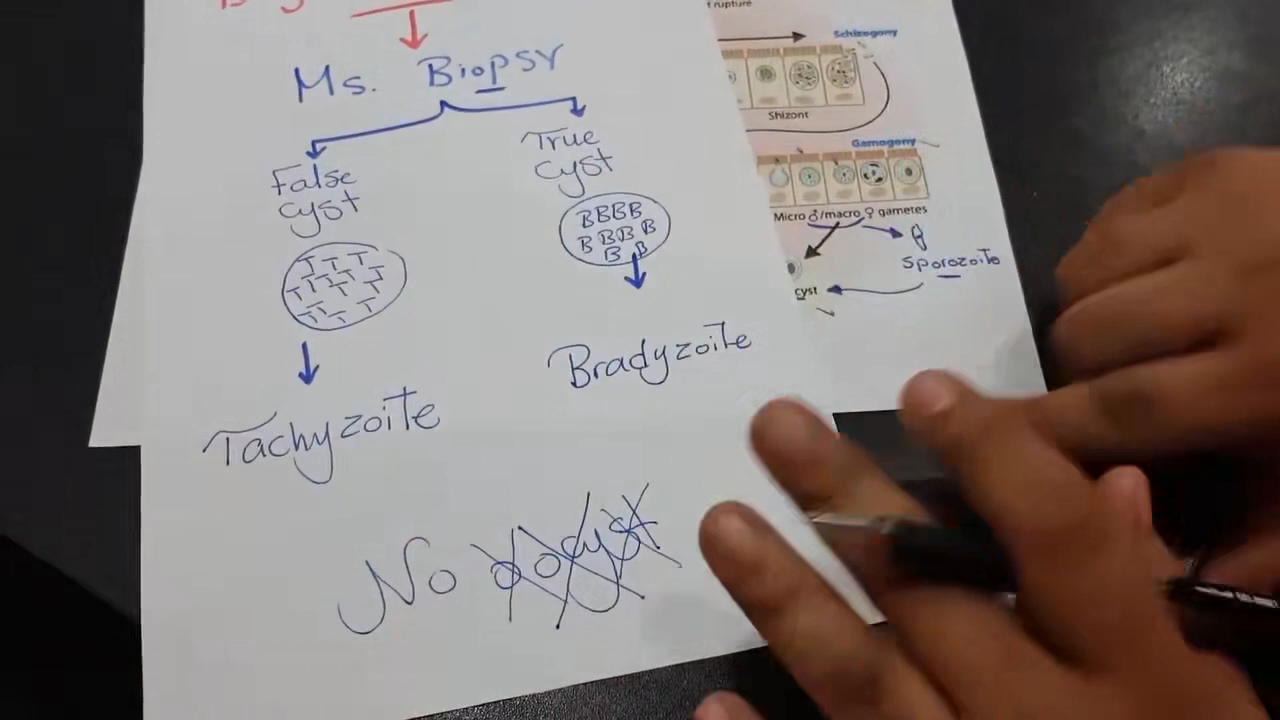 Ms. Biopsy
False
cyst
True
cyst
T T T
T T T T T
T T T T
BBBB
B BB B
B B
Tachyzoite
Bradyzoite
No oocyst
rupture
Schizogony
Shizont
Gamogony
Micro ♂/macro ♀ gametes
Sporozoite
cyst